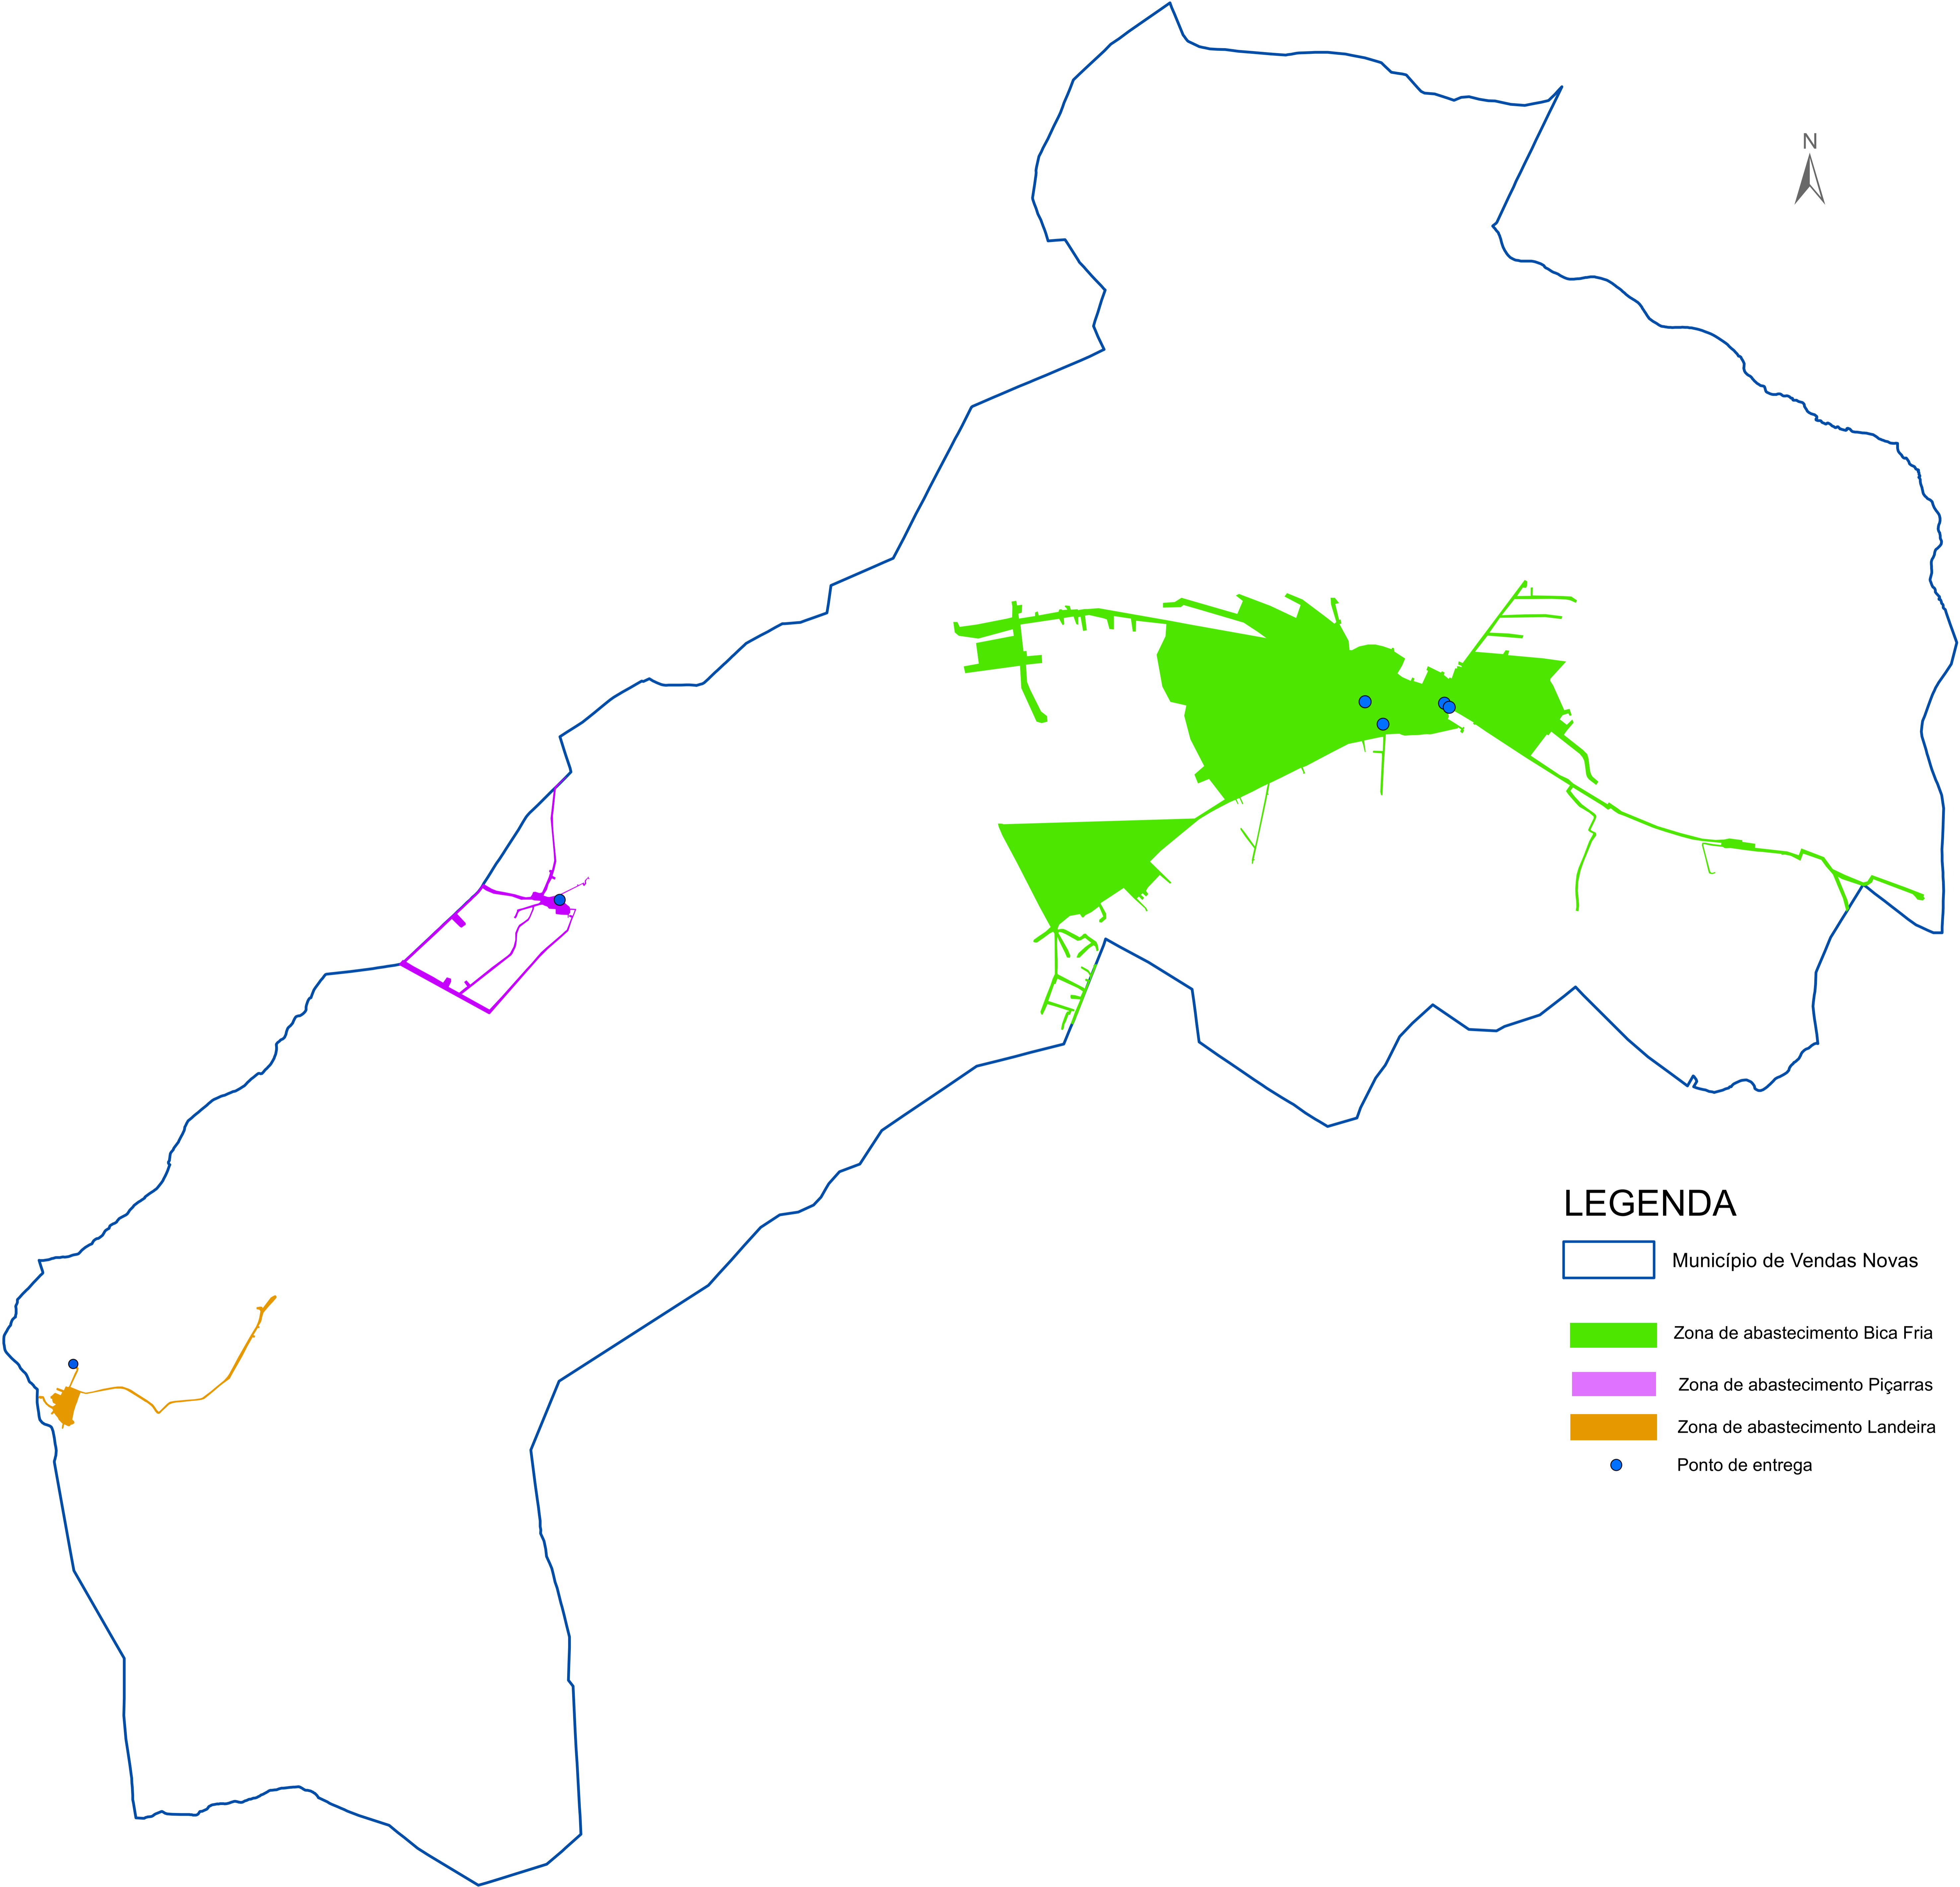 N
LEGENDA
Município de Vendas Novas
Zona de abastecimento Bica Fria
Zona de abastecimento Piçarras
Zona de abastecimento Landeira
Ponto de entrega